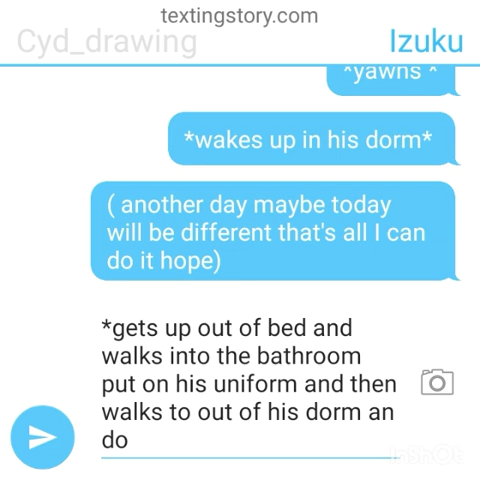 textingstory.com
Cyd_drawing
Izuku
*yawns *
*wakes up in his dorm*
( another day maybe today
will be different that's all I can
do it hope)
*gets up out of bed and
walks into the bathroom
put on his uniform and then
walks to out of his dorm an
do
InShOt